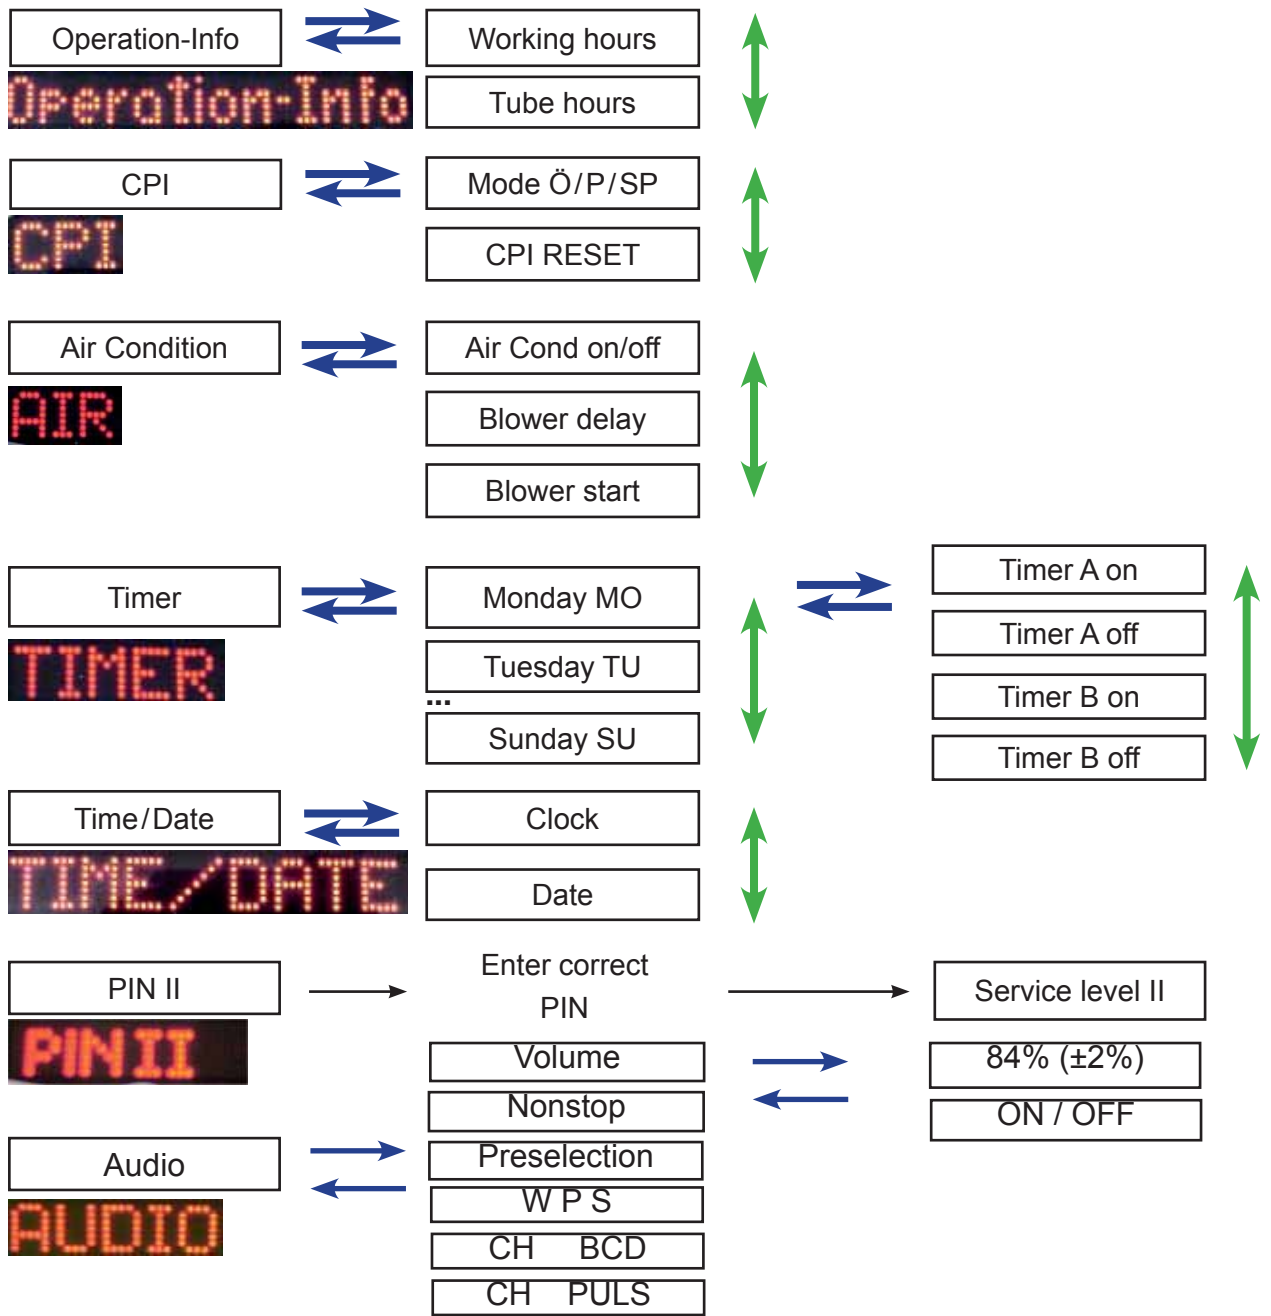 Operation-Info
Working hours
Operation-Info
Tube hours
CPI
Mode Ö/P/SP
CPI
CPI RESET
Air Condition
Air Cond on/off
AIR
Blower delay
Blower start
Timer
Monday MO
Timer A on
TIMER
Tuesday TU
Timer A off
...
Sunday SU
Timer B on
Timer B off
Time/Date
Clock
TIME/DATE
Date
PIN II
Enter correct
PIN
Service level II
PIN II
Volume
84% (±2%)
Nonstop
ON / OFF
Audio
Preselection
AUDIO
W P S
CH BCD
CH PULS